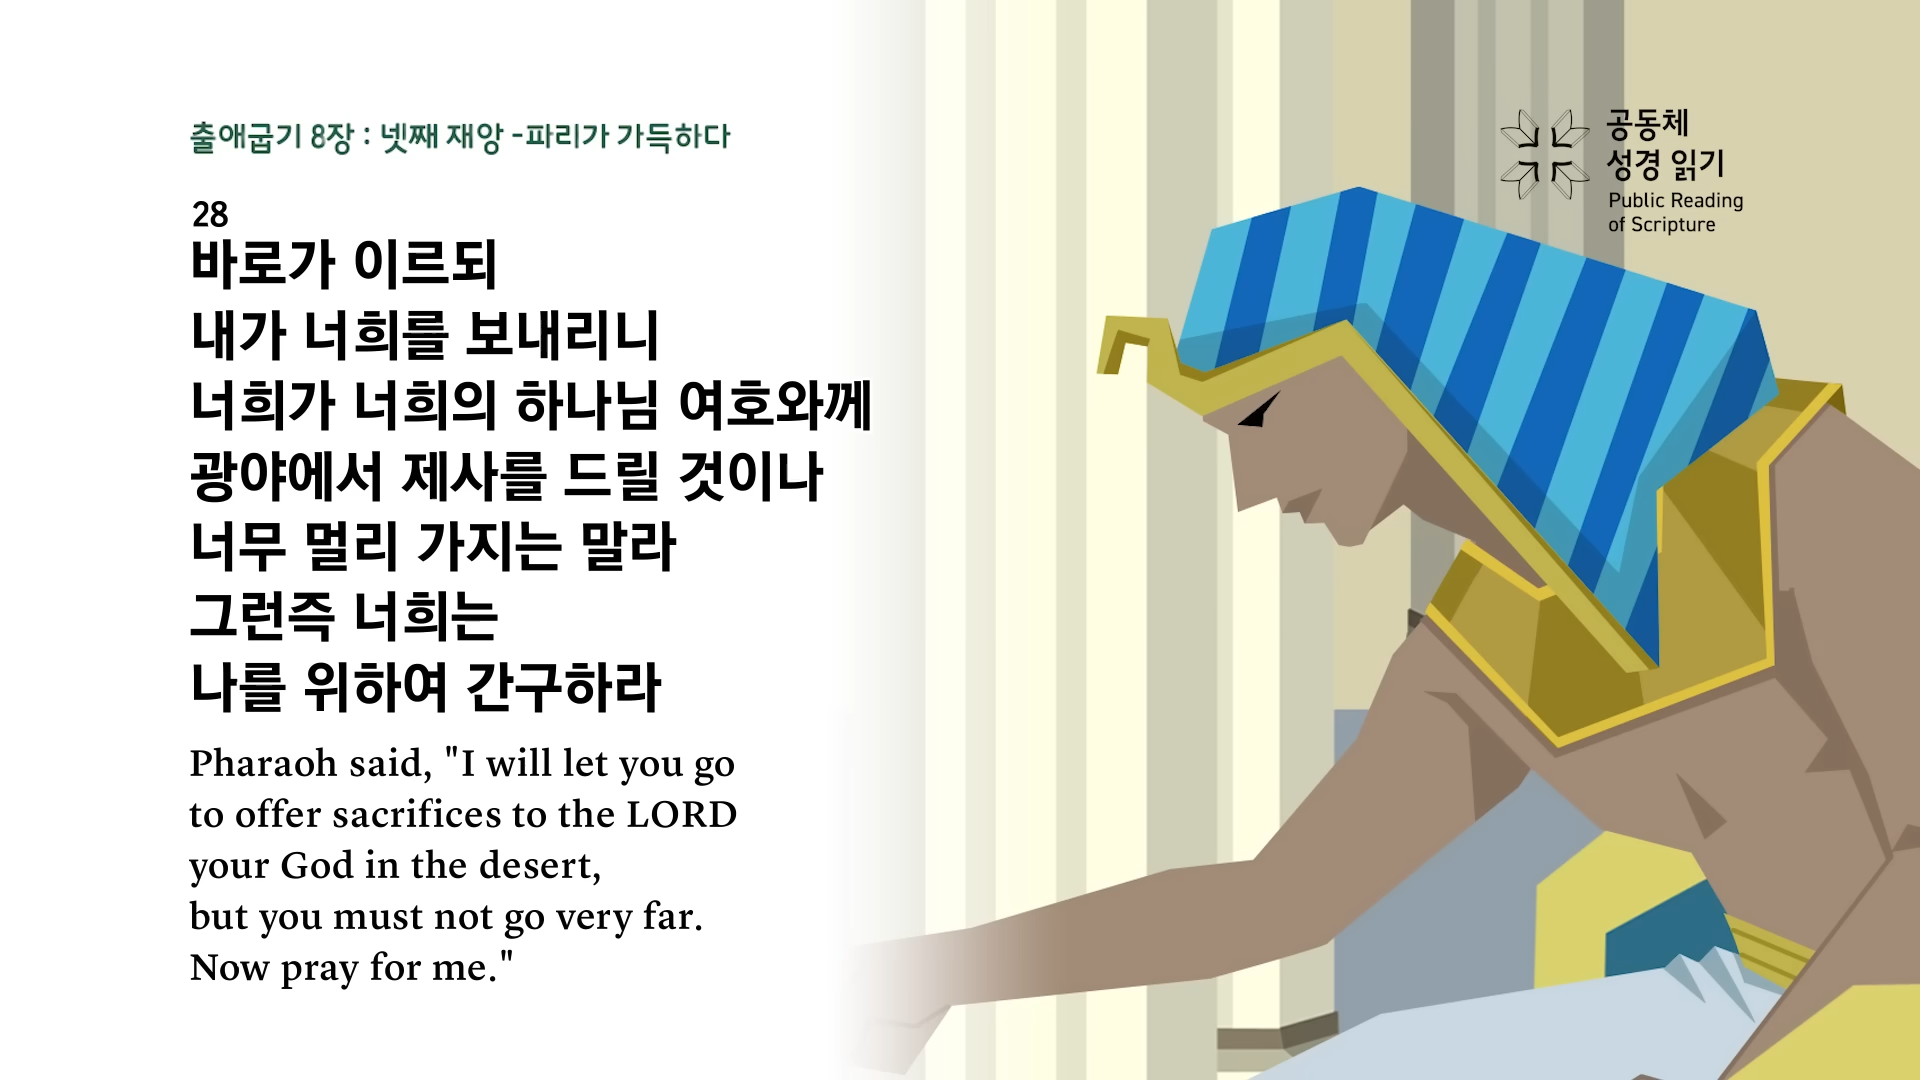 출애굽기 8장 : 넷째 재앙 -파리가 가득하다
28
바로가 이르되
내가 너희를 보내리니
너희가 너희의 하나님 여호와께
광야에서 제사를 드릴 것이나
너무 멀리 가지는 말라
그런즉 너희는
나를 위하여 간구하라
Pharaoh said, "I will let you go
to offer sacrifices to the LORD
your God in the desert,
but you must not go very far.
Now pray for me."
공동체
성경 읽기
Public Reading
of Scripture